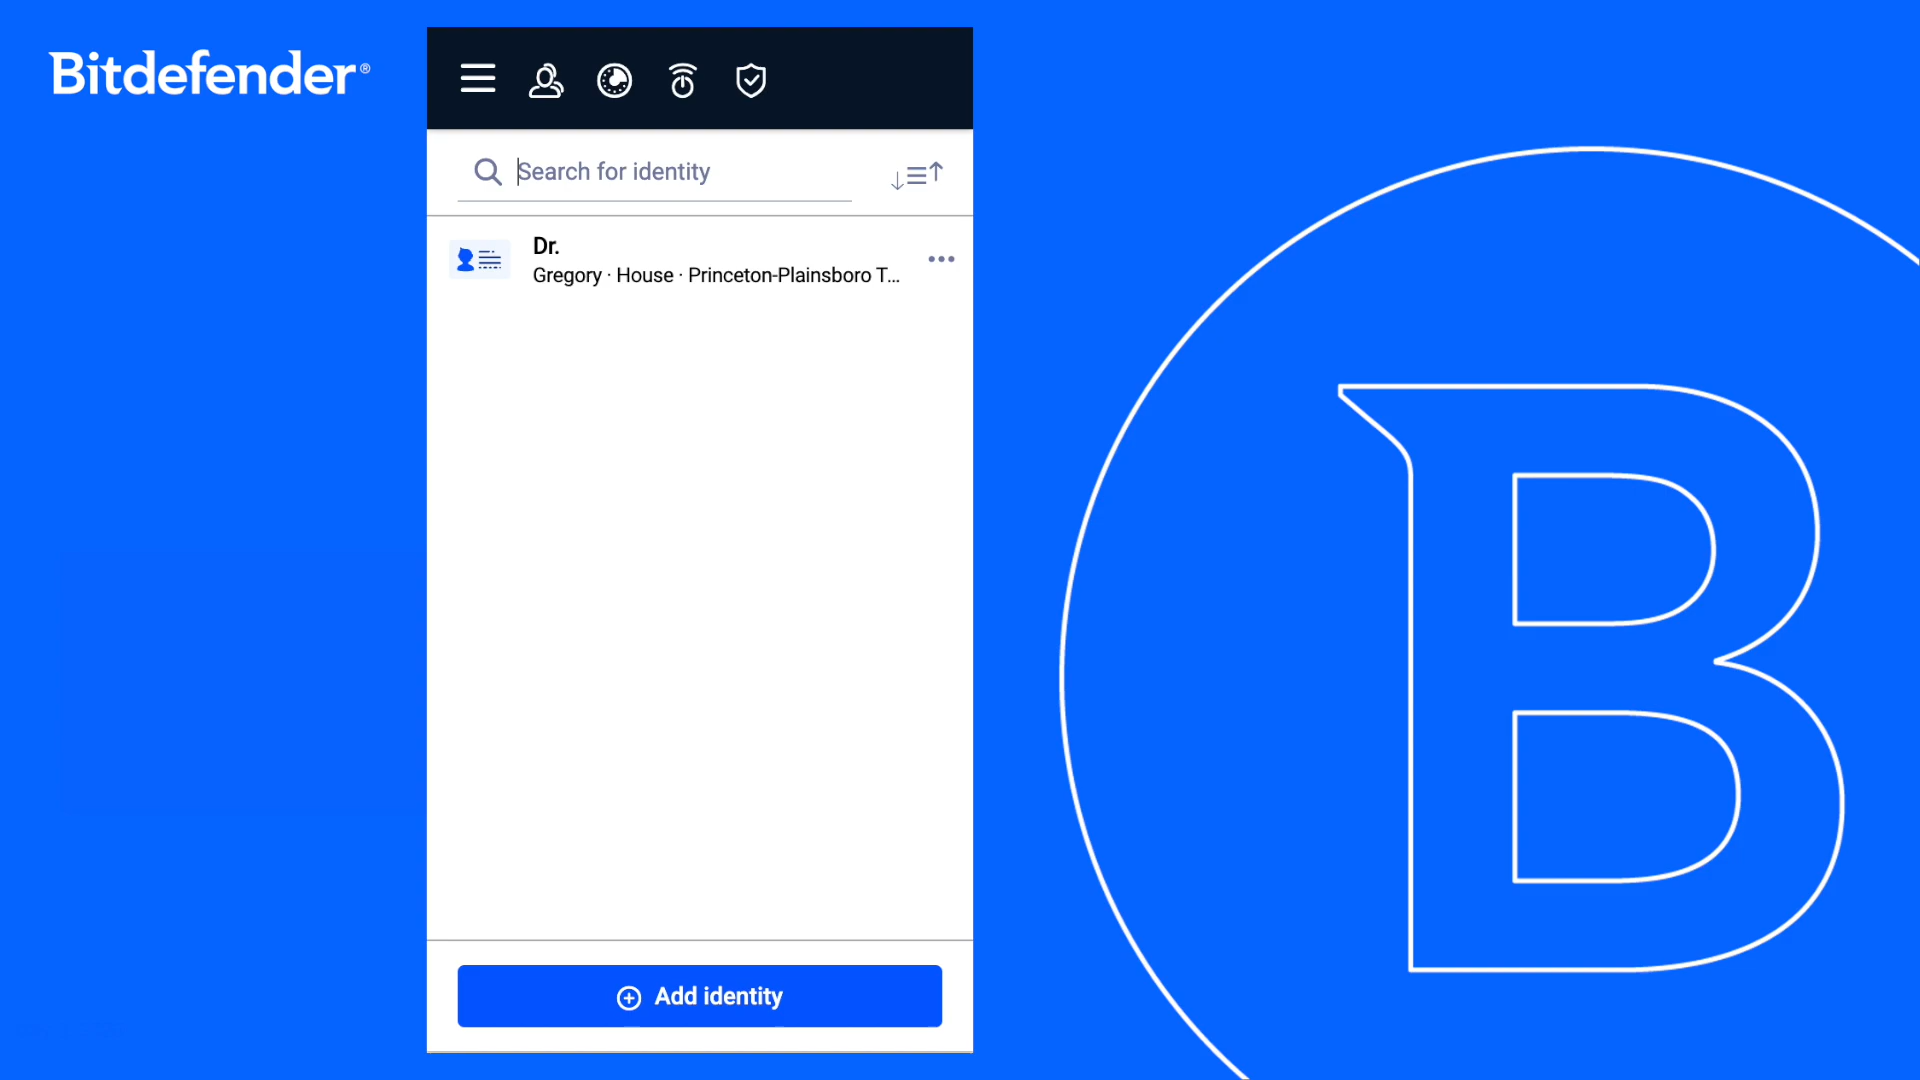 Bitdefender®
Search for identity
Dr.
Gregory · House · Princeton-Plainsboro T...
Add identity
B